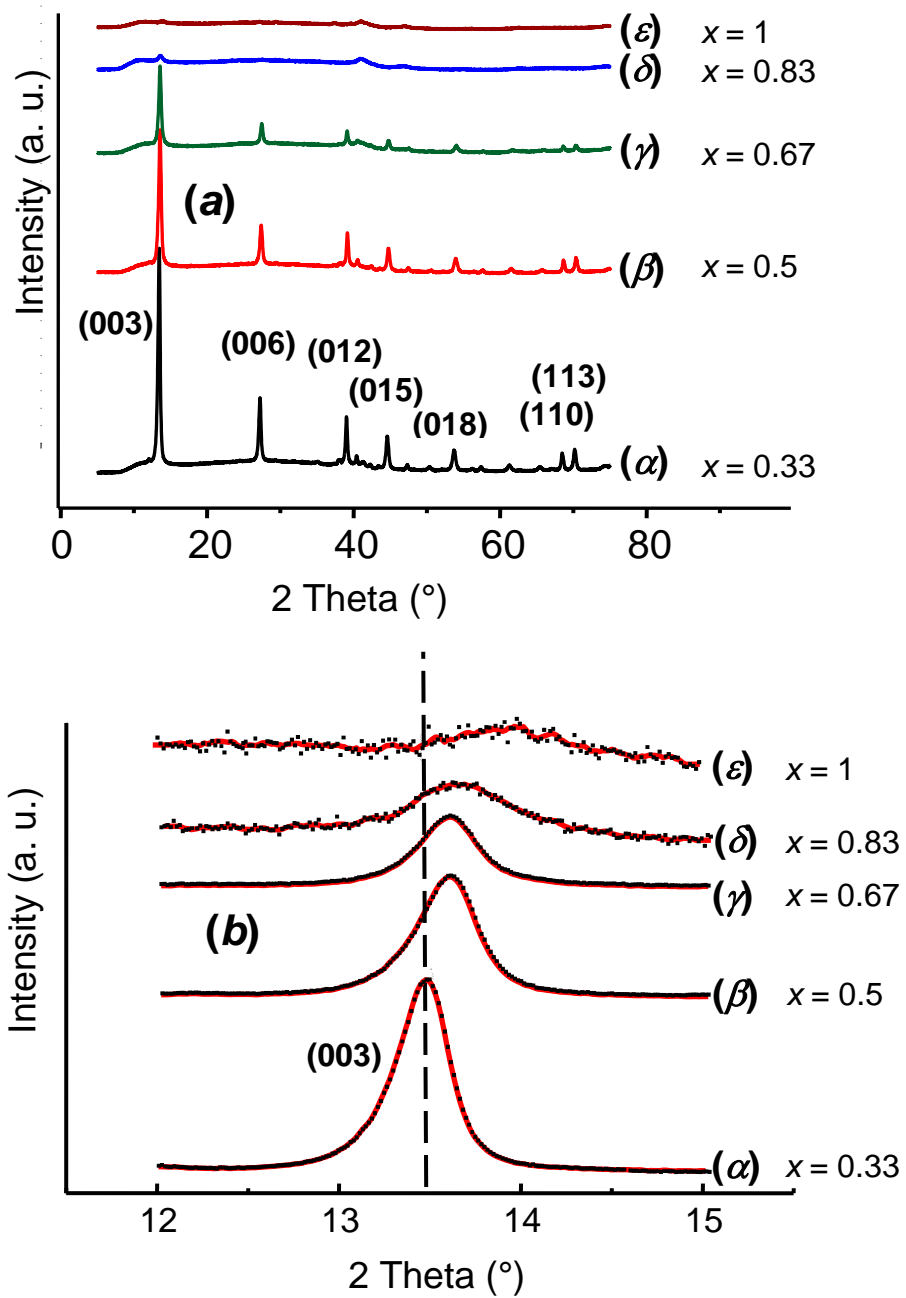 (ε) x = 1
(δ) x = 0.83
(γ) x = 0.67
(a)
(β) x = 0.5
(003)
(006)
(012)
(015)
(018)
(113)
(110)
(α) x = 0.33
Intensity (a. u.)
0 20 40 60 80
2 Theta (°)
(ε) x = 1
(δ) x = 0.83
(γ) x = 0.67
(b)
(β) x = 0.5
(003)
(α) x = 0.33
Intensity (a. u.)
12 13 14 15
2 Theta (°)